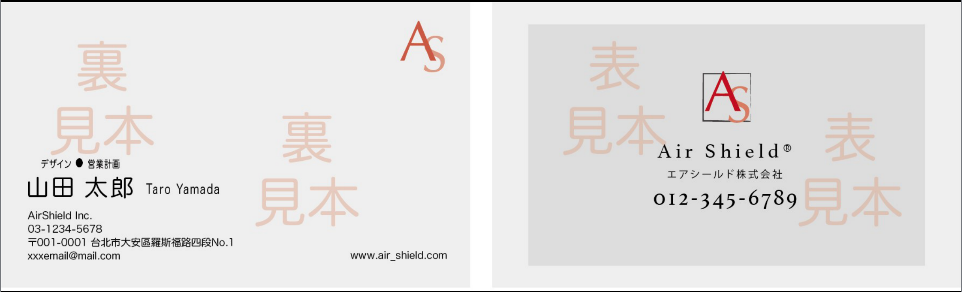 AS
裏
見本
裏
見本
デザイン ● 営業計画
山田 太郎 Taro Yamada
AirShield Inc.
03-1234-5678
〒001-0001 台北市大安區羅斯福路四段No.1
xxxemail@mail.com
www.air_shield.com
表
見本
AS
表
見本
Air Shield®
エアシールド株式会社
012-345-6789